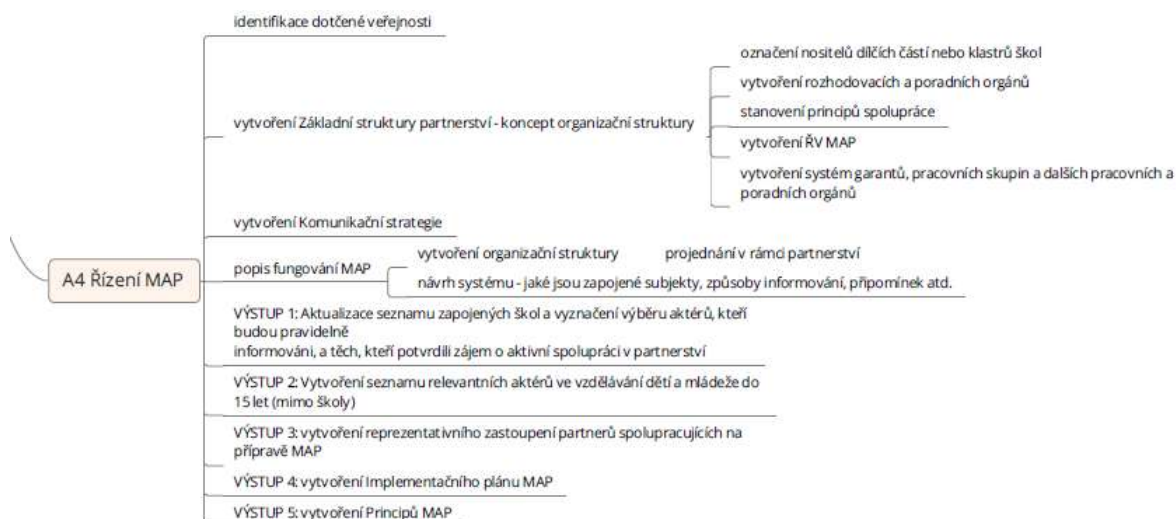 identifikace dotčené veřejnosti
označení nositelů dílčích částí nebo klastrů škol
vytvoření rozhodovacích a poradních orgánů
vytvoření Základní struktury partnerství - koncept organizační struktury
stanovení principů spolupráce
vytvoření ŘV MAP
vytvoření systém garantů, pracovních skupin a dalších pracovních a
poradních orgánů
vytvoření Komunikační strategie
A4 Řízení MAP
popis fungování MAP
vytvoření organizační struktury
projednání v rámci partnerství
návrh systému - jaké jsou zapojené subjekty, způsoby informování, připomínek atd.
VÝSTUP 1: Aktualizace seznamu zapojených škol a vyznačení výběru aktérů, kteří
budou pravidelně
informováni, a těch, kteří potvrdili zájem o aktivní spolupráci v partnerství
VÝSTUP 2: Vytvoření seznamu relevantních aktérů ve vzdělávání dětí a mládeže do
15 let (mimo školy)
VÝSTUP 3: vytvoření reprezentativního zastoupení partnerů spolupracujících na
přípravě MAP
VÝSTUP 4: vytvoření Implementačního plánu MAP
VÝSTUP 5: vytvoření Principů MAP